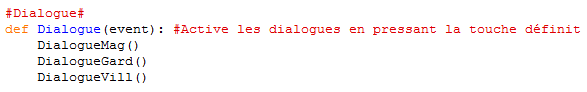 #Dialogue#
def Dialogue(event): #Active les dialogues en pressant la touche définit
DialogueMag()
DialogueGard()
DialogueVill()